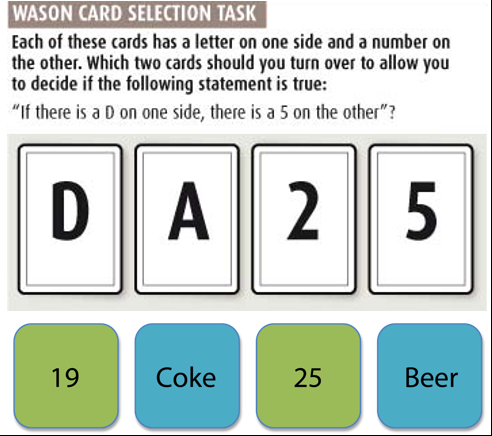 WASON CARD SELECTION TASK
Each of these cards has a letter on one side and a number on
the other. Which two cards should you turn over to allow you
to decide if the following statement is true:
“If there is a D on one side, there is a 5 on the other”?
D A 2 5
19 Coke 25 Beer